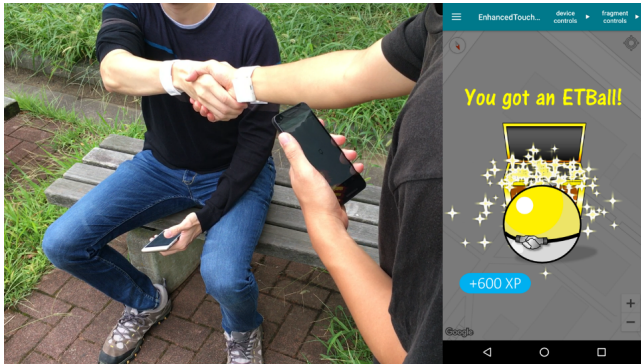 EnhancedTouch...
device
controls
fragment
controls
You got an ETBall!
+600 XP
+
−
Google